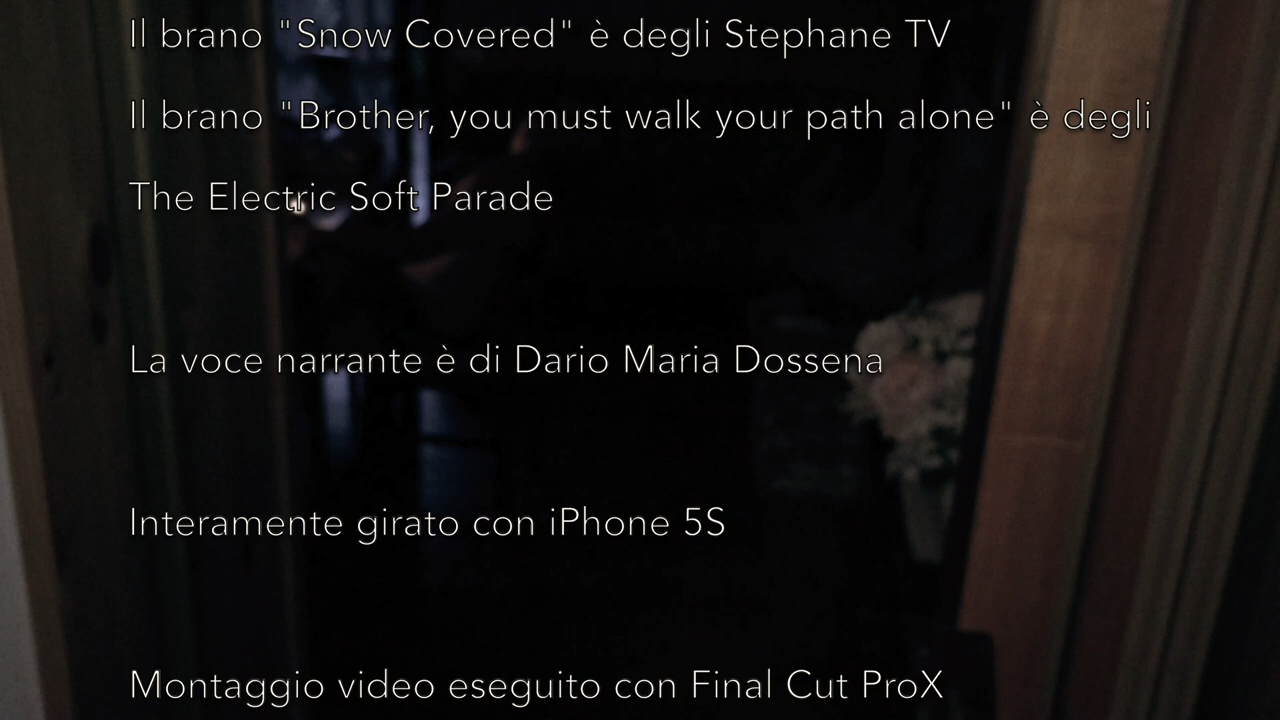 Il brano "Snow Covered" è degli Stephane TV
Il brano "Brother, you must walk your path alone" è degli
The Electric Soft Parade
La voce narrante è di Dario Maria Dossena
Interamente girato con iPhone 5S
Montaggio video eseguito con Final Cut ProX